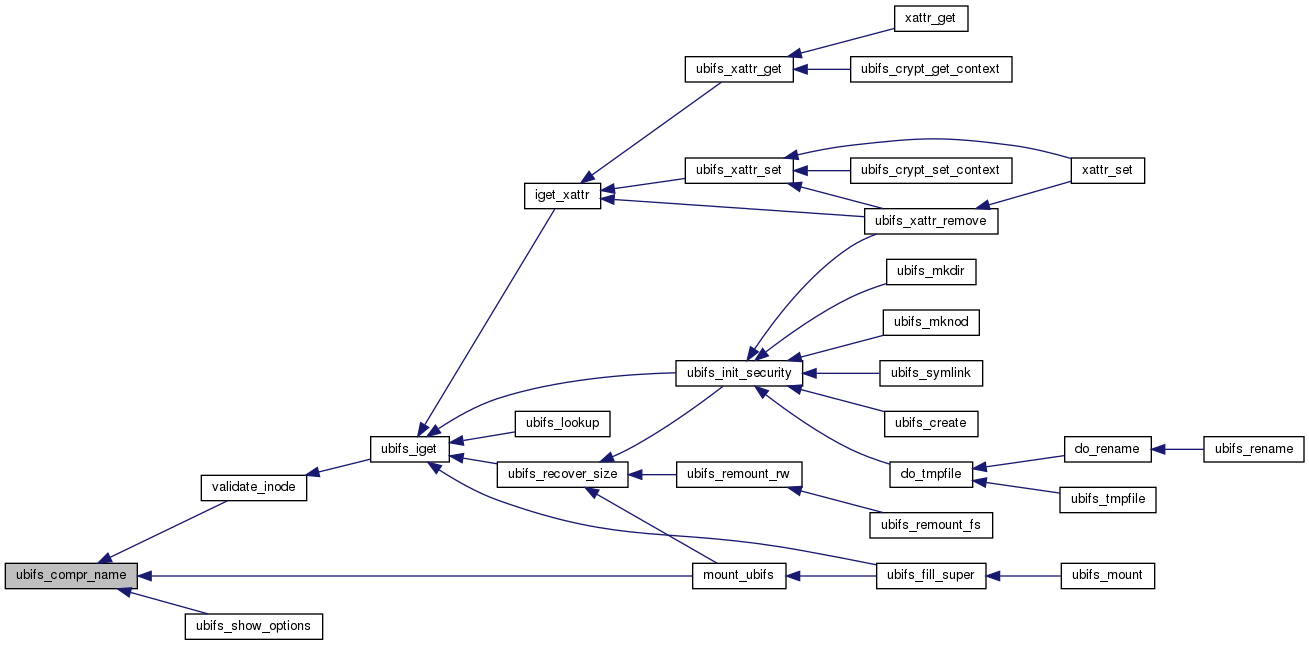 xattr_get
ubifs_xattr_get
ubifs_crypt_get_context
ubifs_xattr_set
ubifs_crypt_set_context
xattr_set
iget_xattr
ubifs_xattr_remove
ubifs_mkdir
ubifs_mknod
ubifs_init_security
ubifs_symlink
ubifs_lookup
ubifs_create
ubifs_iget
do_rename
ubifs_rename
ubifs_recover_size
ubifs_remount_rw
do_tmpfile
validate_inode
ubifs_tmpfile
ubifs_remount_fs
ubifs_compr_name
mount_ubifs
ubifs_fill_super
ubifs_mount
ubifs_show_options